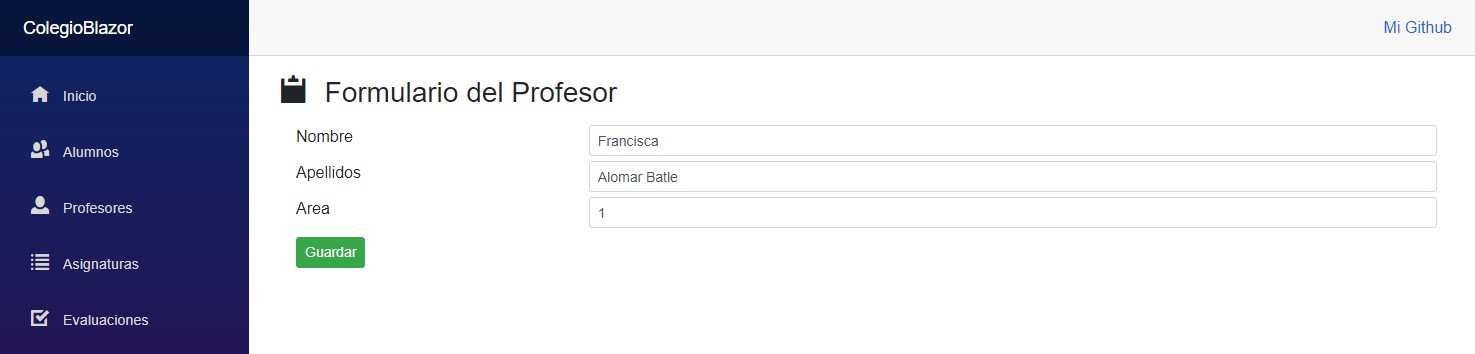 ColegioBlazor
Mi Github
Inicio
Alumnos
Profesores
Asignaturas
Evaluaciones
Formulario del Profesor
Nombre
Francisca
Apellidos
Alomar Batle
Area
1
Guardar